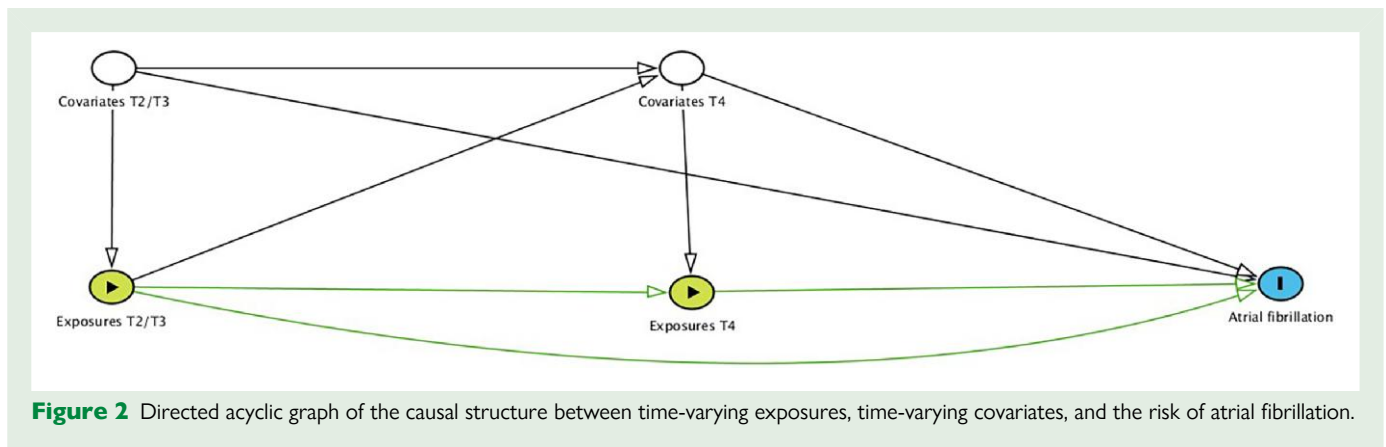 Covariates T2/T3
Covariates T4
Exposures T2/T3
Exposures T4
Atrial fibrillation
Figure 2 Directed acyclic graph of the causal structure between time-varying exposures, time-varying covariates, and the risk of atrial fibrillation.